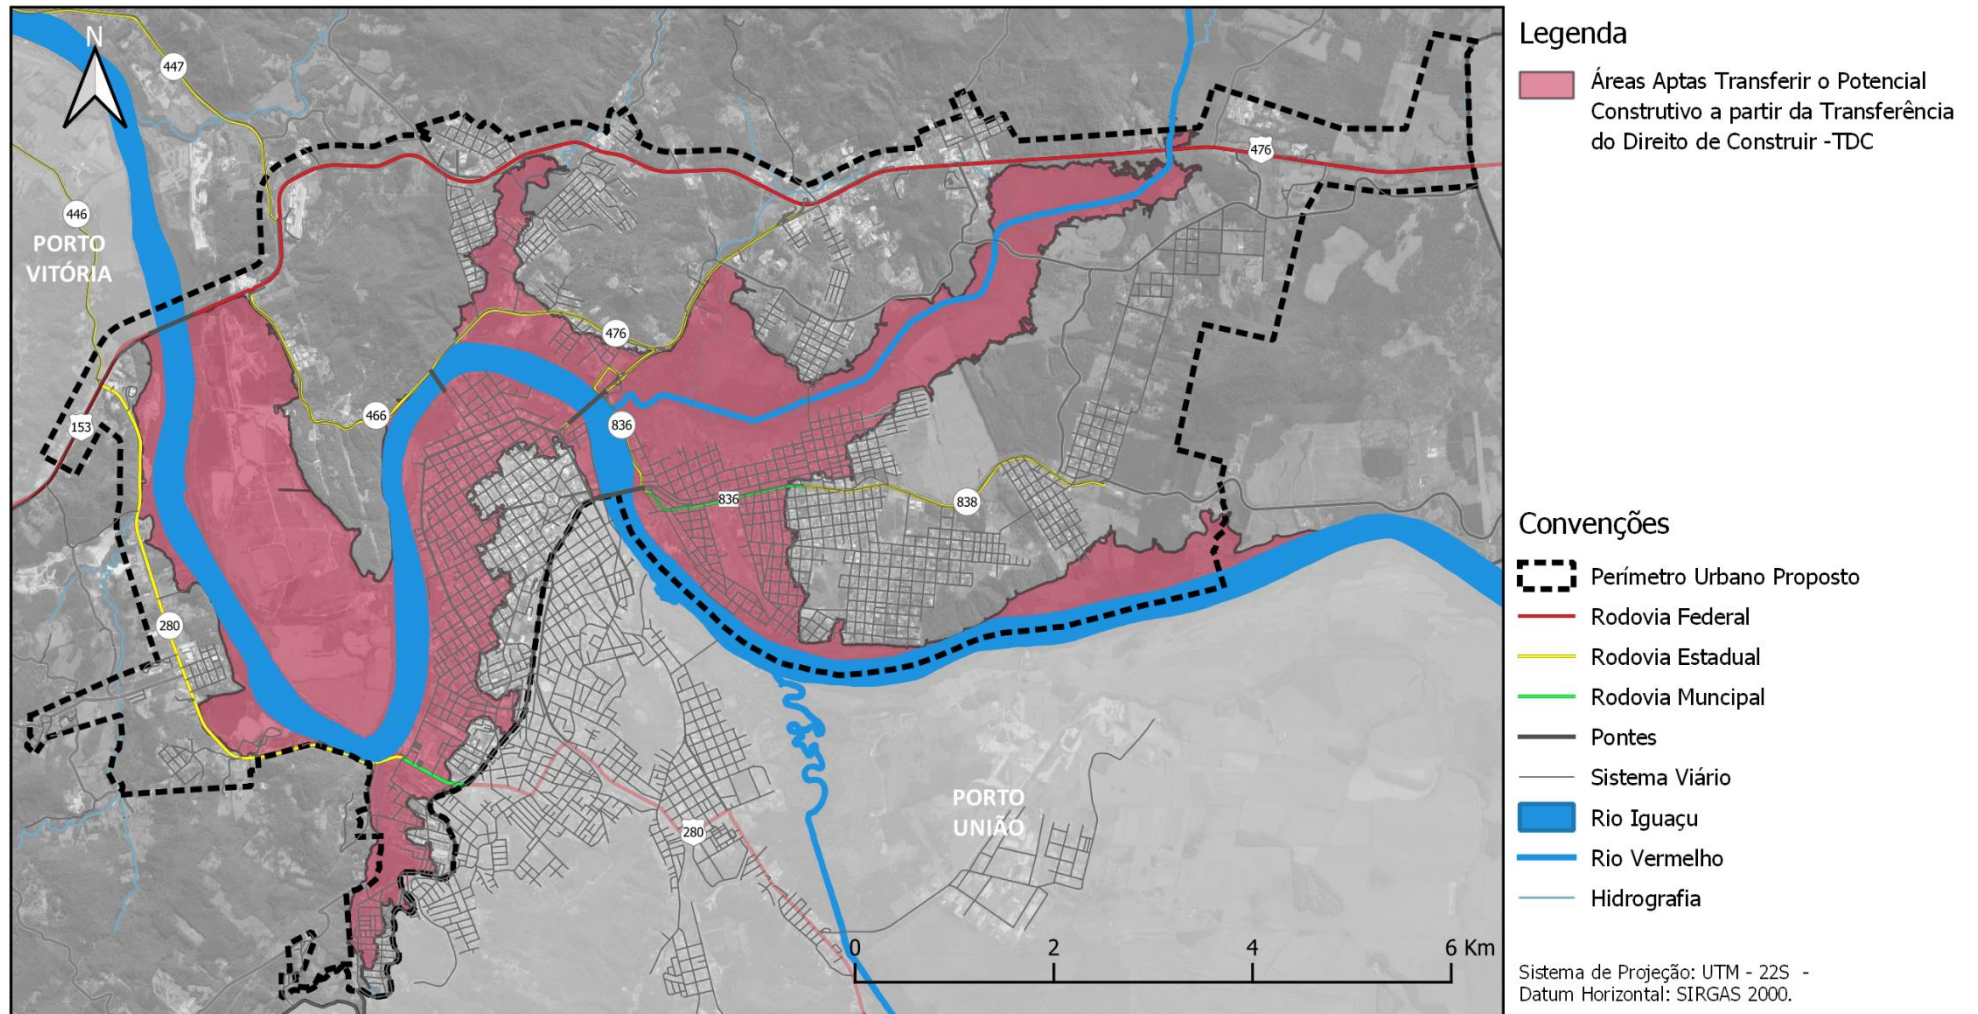 N
447
446
PORTO
VITÓRIA
476
476
466
153
836
836
838
280
280
PORTO
UNIÃO
0 2 4 6 Km
Legenda
Áreas Aptas Transferir o Potencial
Construtivo a partir da Transferência
do Direito de Construir -TDC
Convenções
Perímetro Urbano Proposto
Rodovia Federal
Rodovia Estadual
Rodovia Muncipal
Pontes
Sistema Viário
Rio Iguaçu
Rio Vermelho
Hidrografia
Sistema de Projeção: UTM - 22S -
Datum Horizontal: SIRGAS 2000.